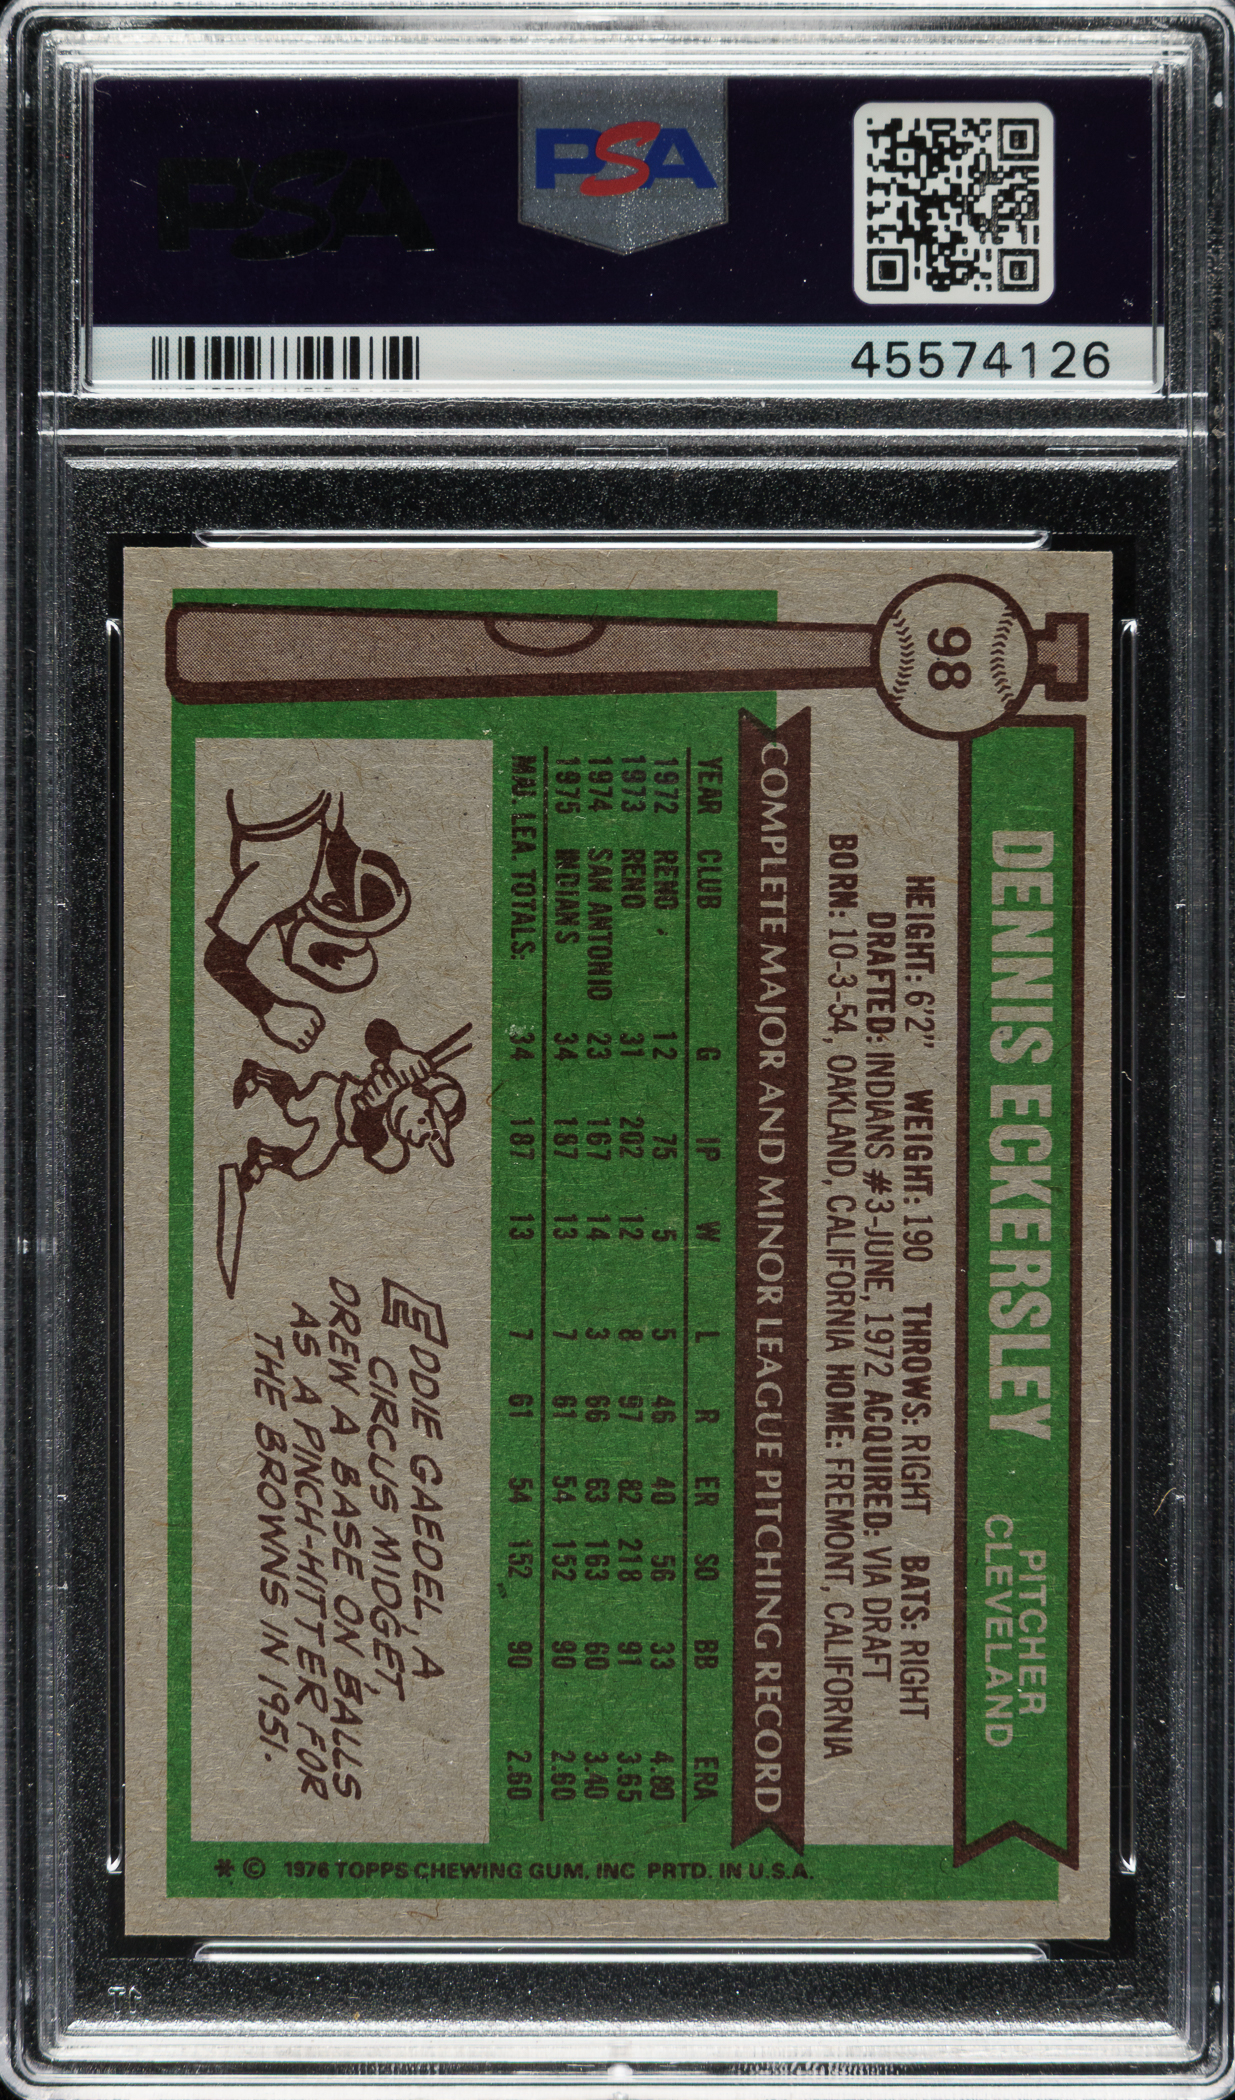 PSA
PSA
45574126
98
DENNIS ECKERSLEY
PITCHER
CLEVELAND
HEIGHT: 6'2" WEIGHT: 190 THROWS: RIGHT BATS: RIGHT
DRAFTED: INDIANS #3-JUNE, 1972 ACQUIRED: VIA DRAFT
BORN: 10-3-54, OAKLAND, CALIFORNIA HOME: FREMONT, CALIFORNIA
COMPLETE MAJOR AND MINOR LEAGUE PITCHING RECORD
YEAR CLUB G IP W L R ER SO BB ERA
1972 RENO 12 75 5 5 46 40 56 33 4.80
1973 RENO 31 202 12 8 97 82 218 91 3.65
1974 SAN ANTONIO 23 167 14 3 66 63 163 60 3.40
1975 INDIANS 34 187 13 7 61 54 152 90 2.60
MAJ. LEA. TOTALS: 34 187 13 7 61 54 152 90 2.60
EDDIE GAEDEL, A
CIRCUS MIDGET,
DREW A BASE ON BALLS
AS A PINCH-HITTER FOR
THE BROWNS IN 1951.
* © 1976 TOPPS CHEWING GUM, INC PRTD. IN U.S.A.